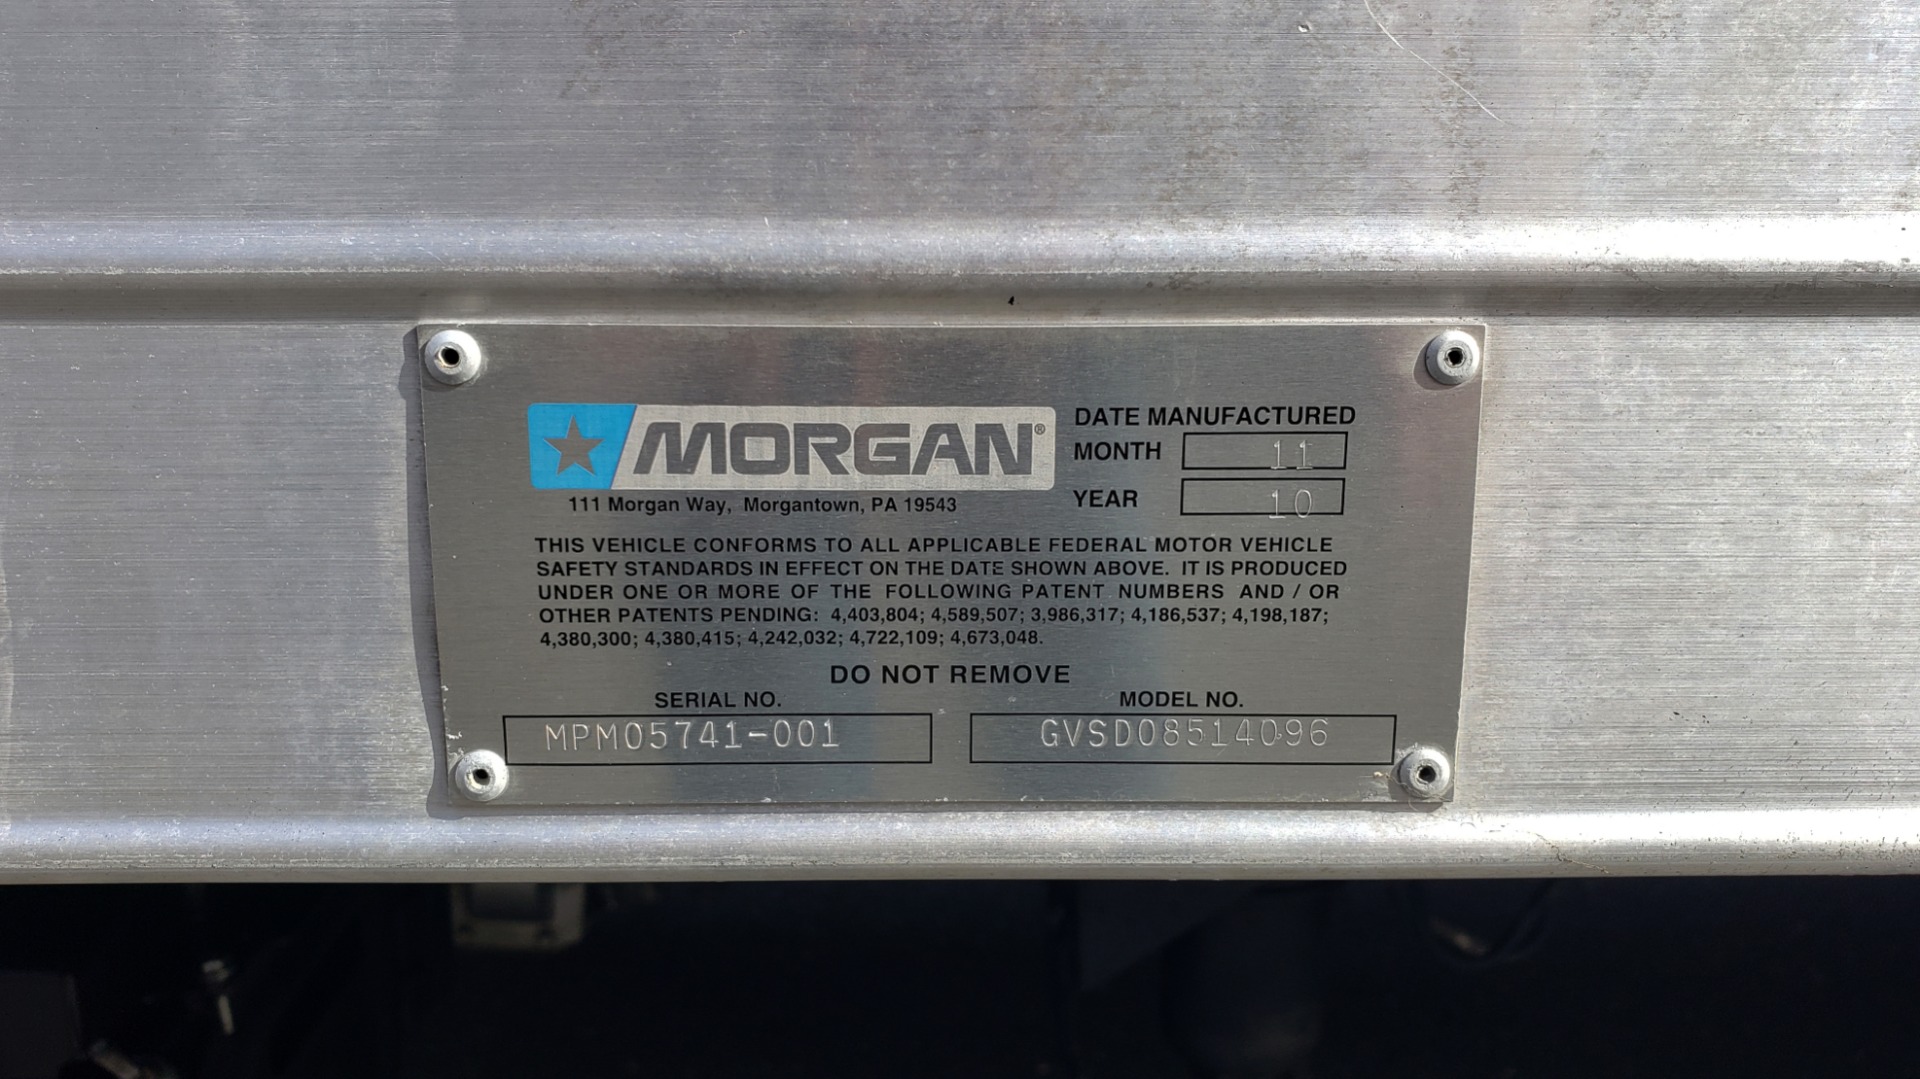 MORGAN®
111 Morgan Way, Morgantown, PA 19543
DATE MANUFACTURED
MONTH 11
YEAR 10
THIS VEHICLE CONFORMS TO ALL APPLICABLE FEDERAL MOTOR VEHICLE
SAFETY STANDARDS IN EFFECT ON THE DATE SHOWN ABOVE. IT IS PRODUCED
UNDER ONE OR MORE OF THE FOLLOWING PATENT NUMBERS AND / OR
OTHER PATENTS PENDING: 4,403,804; 4,589,507; 3,986,317; 4,186,537; 4,198,187;
4,380,300; 4,380,415; 4,242,032; 4,722,109; 4,673,048.
DO NOT REMOVE
SERIAL NO. MODEL NO.
MPM05741-001 GVSD08514096